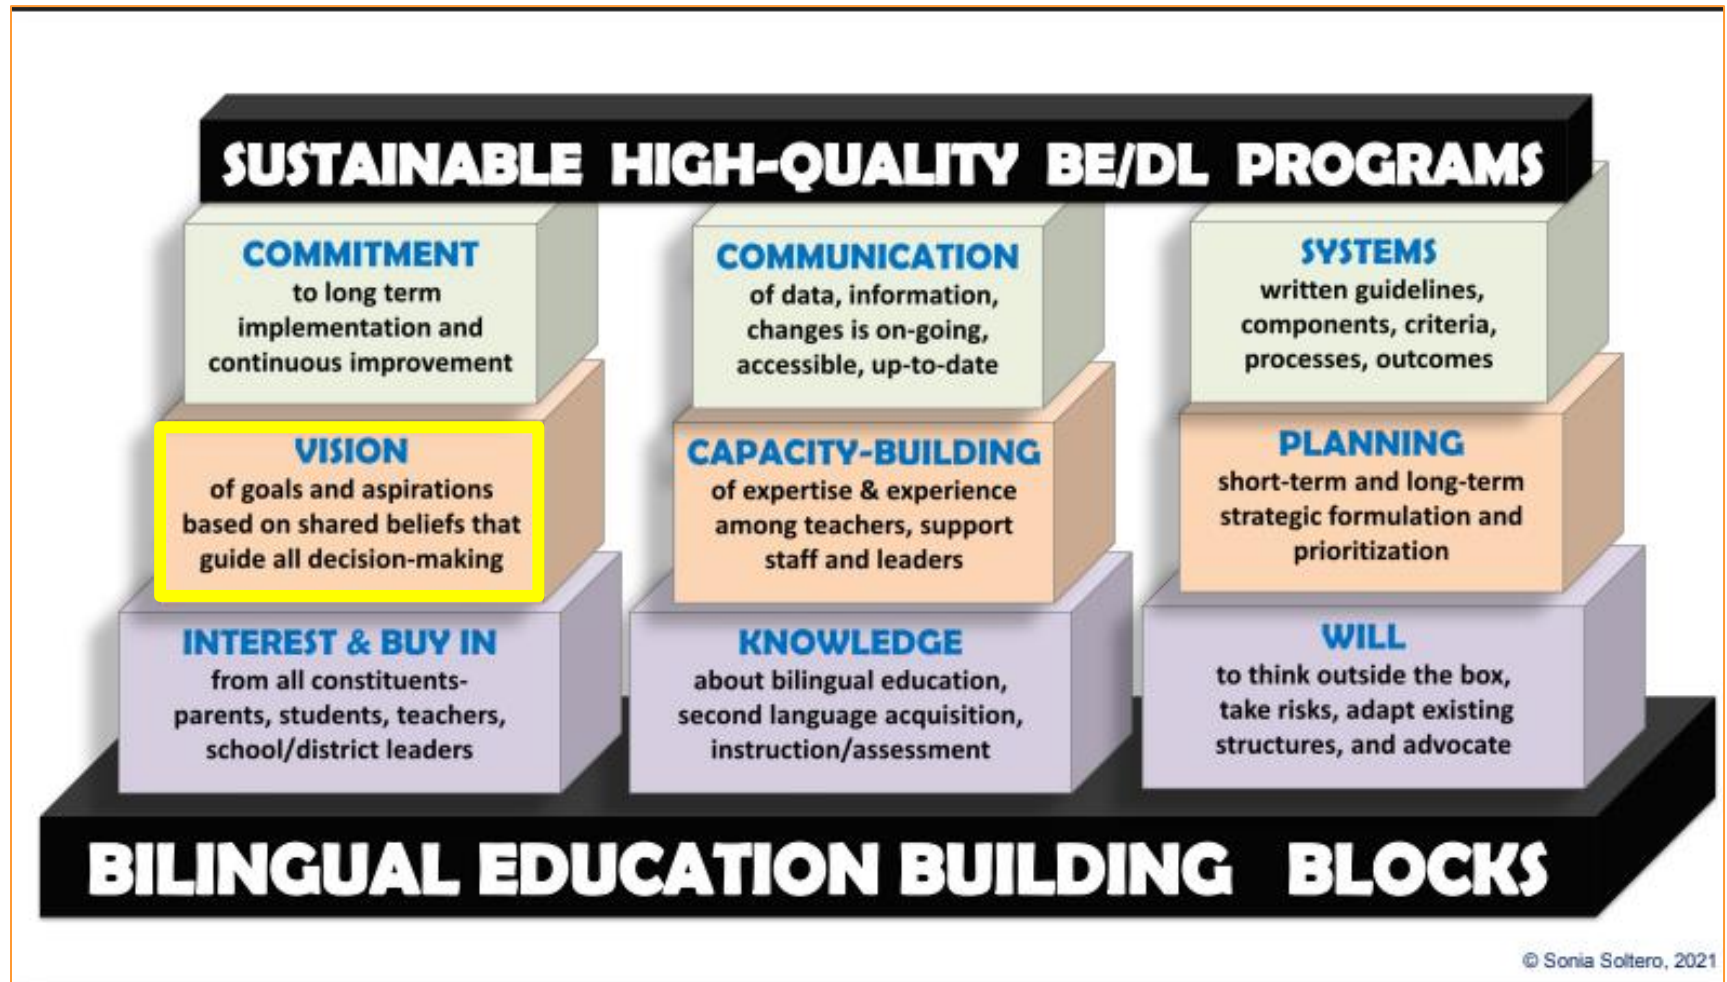 SUSTAINABLE HIGH-QUALITY BE/DL PROGRAMS
COMMITMENT
to long term
implementation and
continuous improvement
COMMUNICATION
of data, information,
changes is on-going,
accessible, up-to-date
SYSTEMS
written guidelines,
components, criteria,
processes, outcomes
VISION
of goals and aspirations
based on shared beliefs that
guide all decision-making
CAPACITY-BUILDING
of expertise & experience
among teachers, support
staff and leaders
PLANNING
short-term and long-term
strategic formulation and
prioritization
INTEREST & BUY IN
from all constituents-
parents, students, teachers,
school/district leaders
KNOWLEDGE
about bilingual education,
second language acquisition,
instruction/assessment
WILL
to think outside the box,
take risks, adapt existing
structures, and advocate
BILINGUAL EDUCATION BUILDING BLOCKS
© Sonia Soltero, 2021